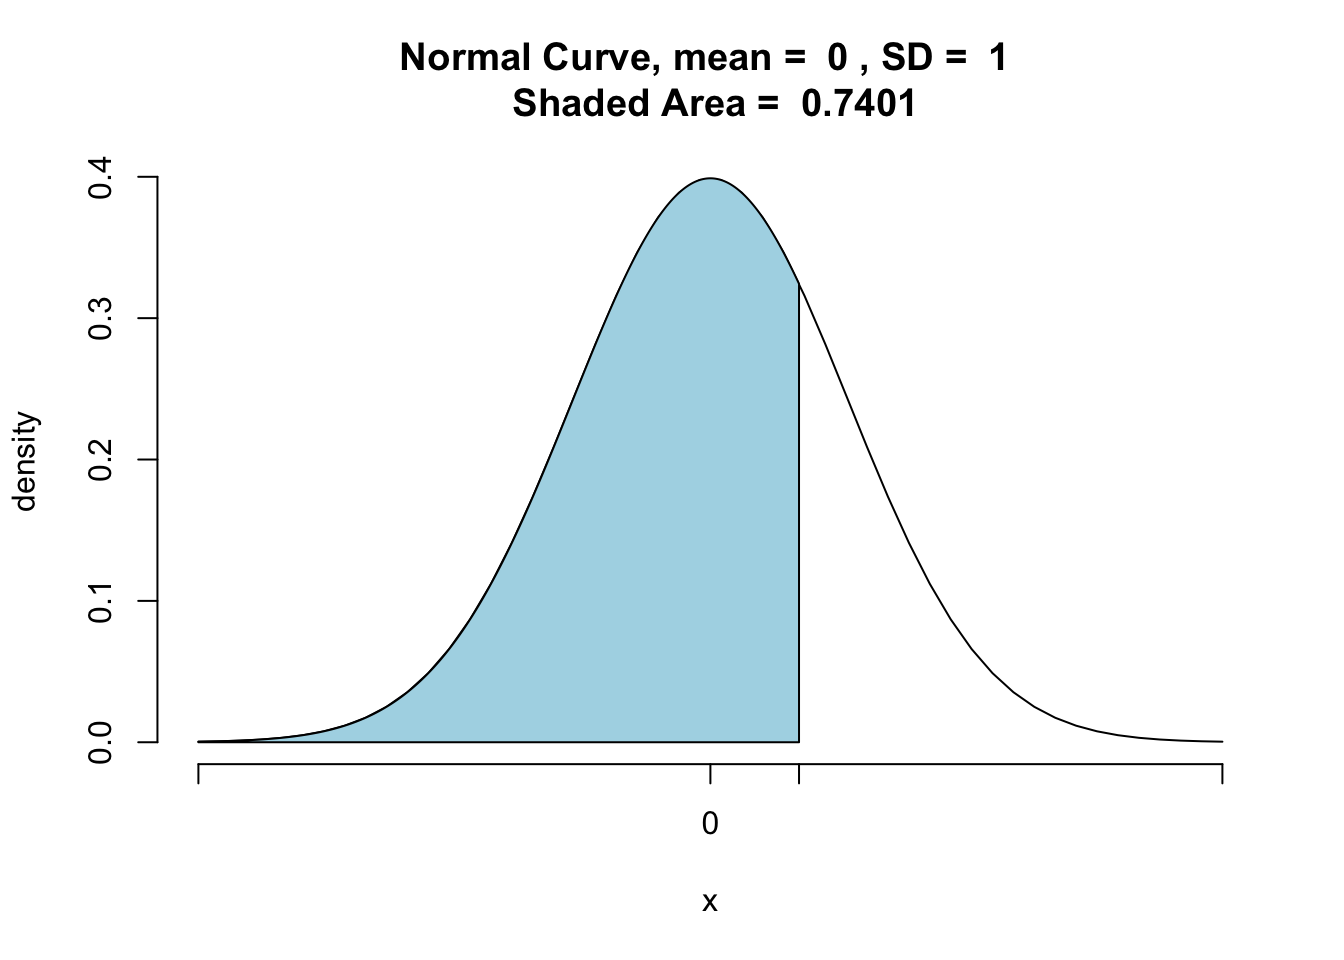 Normal Curve, mean =  0 , SD =  1
Shaded Area =  0.7401
0.4
0.3
0.2
0.1
0.0
density
0
x